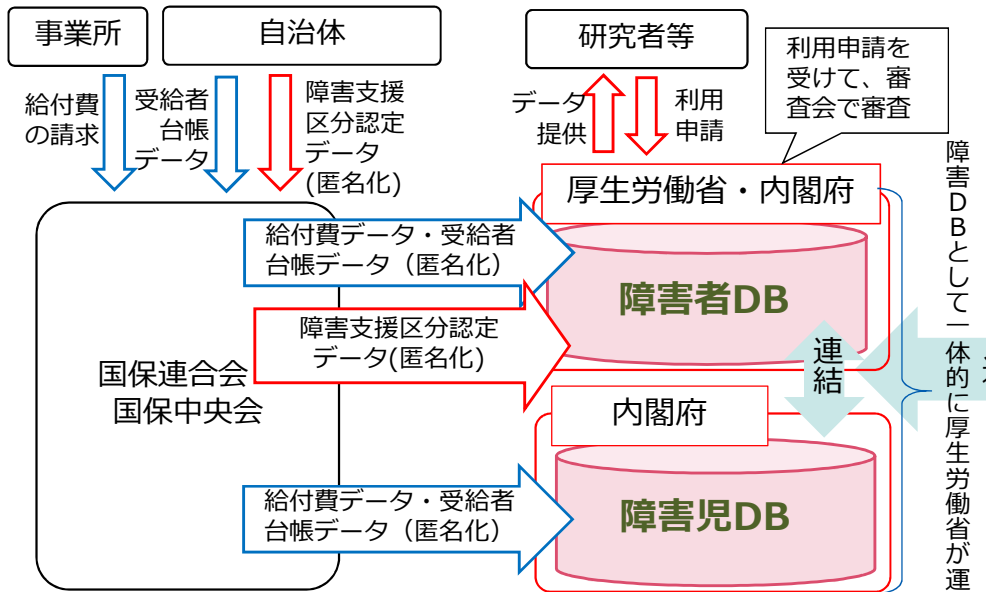 事業所
自治体
研究者等
利用申請を
受けて、審
査会で審査
給付費
の請求
受給者
台帳
データ
障害支援
区分認定
データ
(匿名化)
データ
提供
利用
申請
厚生労働省・内閣府
給付費データ・受給者
台帳データ（匿名化）
障害者DB
障害支援区分認定
データ(匿名化)
国保連合会
国保中央会
連結
内閣府
給付費データ・受給者
台帳データ（匿名化）
障害児DB
障害DBとして一体的に厚生労働省が運